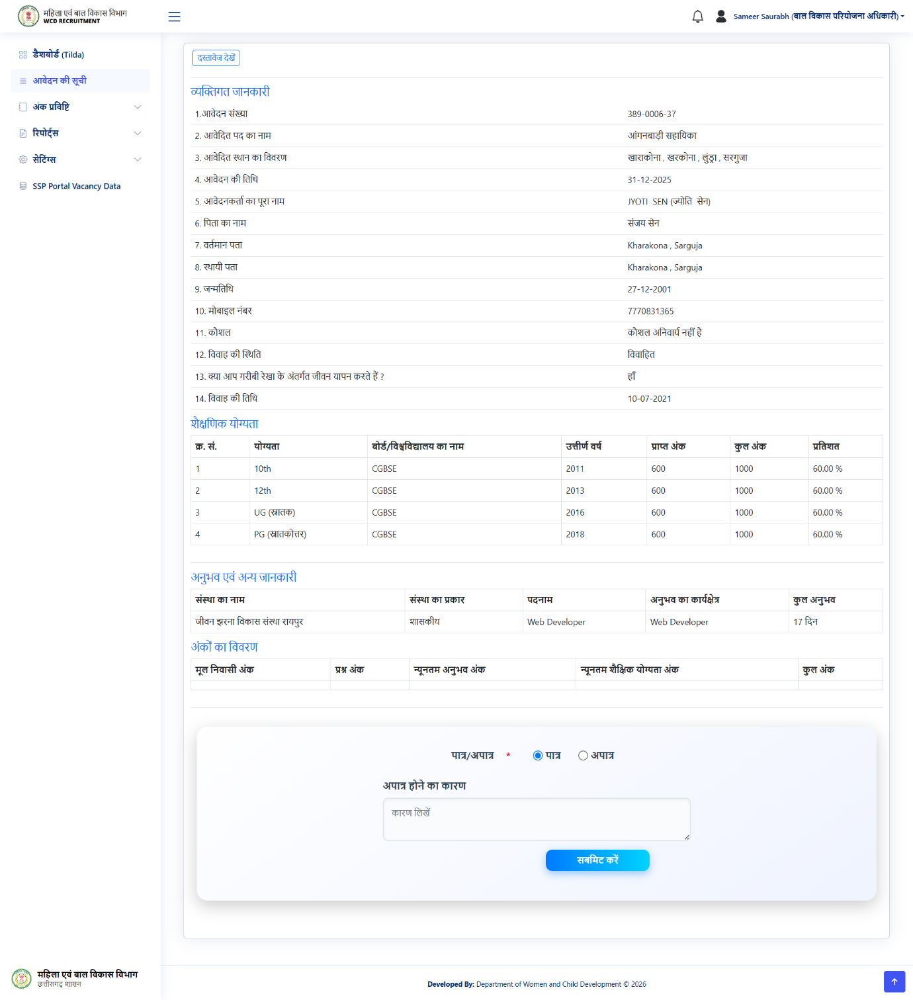 महिला एवं बाल विकास विभाग
WCD RECRUITMENT
Sameer Saurabh (बाल विकास परियोजना अधिकारी)
डैशबोर्ड (Tilda)
आवेदन की सूची
अंक प्रविष्टि
रिपोर्ट्स
सेटिंग्स
SSP Portal Vacancy Data
दस्तावेज देखें
व्यक्तिगत जानकारी
1.आवेदन संख्या 389-0006-37
2. आवेदित पद का नाम आंगनबाड़ी सहायिका
3. आवेदित स्थान का विवरण खाराकोना , खरकोना , लुंड्रा , सरगुजा
4. आवेदन की तिथि 31-12-2025
5. आवेदनकर्ता का पूरा नाम JYOTI SEN (ज्योति सेन)
6. पिता का नाम संजय सेन
7. वर्तमान पता Kharakona , Sarguja
8. स्थायी पता Kharakona , Sarguja
9. जन्मतिथि 27-12-2001
10. मोबाइल नंबर 7770831365
11. कौशल कौशल अनिवार्य नहीं है
12. विवाह की स्थिति विवाहित
13. क्या आप गरीबी रेखा के अंतर्गत जीवन यापन करते हैं ? हाँ
14. विवाह की तिथि 10-07-2021
शैक्षणिक योग्यता
क्र. सं. योग्यता बोर्ड/विश्वविद्यालय का नाम उत्तीर्ण वर्ष प्राप्त अंक कुल अंक प्रतिशत
1 10th CGBSE 2011 600 1000 60.00 %
2 12th CGBSE 2013 600 1000 60.00 %
3 UG (स्नातक) CGBSE 2016 600 1000 60.00 %
4 PG (स्नातकोत्तर) CGBSE 2018 600 1000 60.00 %
अनुभव एवं अन्य जानकारी
संस्था का नाम संस्था का प्रकार पदनाम अनुभव का कार्यक्षेत्र कुल अनुभव
जीवन झरना विकास संस्था रायपुर शासकीय Web Developer Web Developer 17 दिन
अंकों का विवरण
मूल निवासी अंक प्रश्न अंक न्यूनतम अनुभव अंक न्यूनतम शैक्षिक योग्यता अंक कुल अंक
पात्र/अपात्र * पात्र अपात्र
अपात्र होने का कारण
कारण लिखें
सबमिट करें
महिला एवं बाल विकास विभाग
छत्तीसगढ़ शासन
Developed By: Department of Women and Child Development © 2026